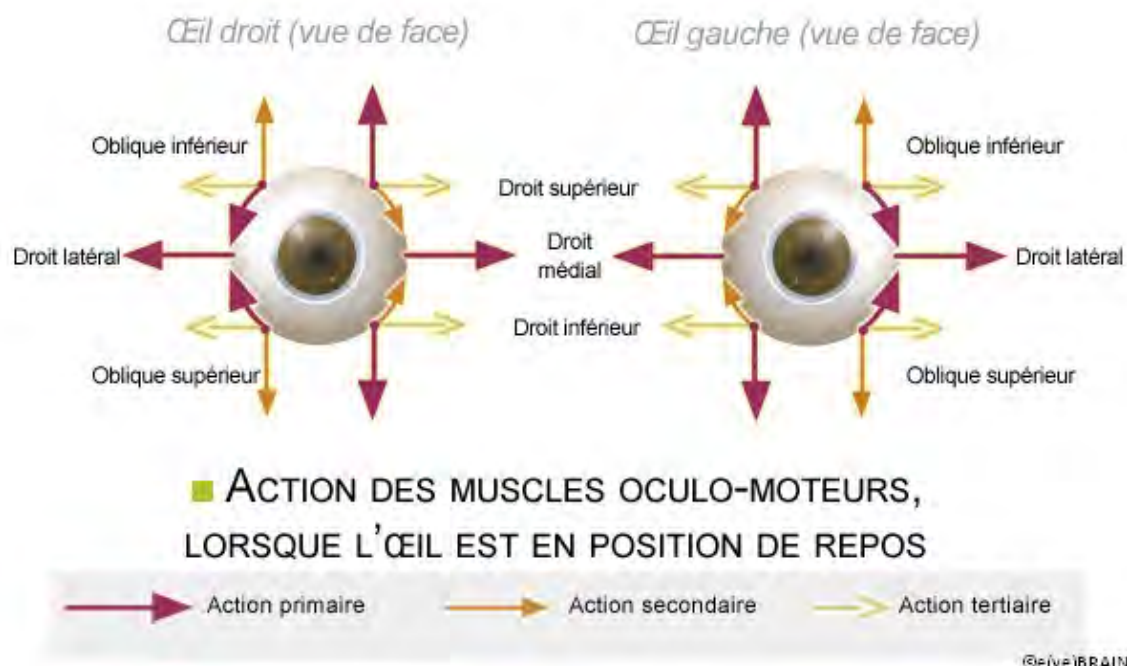 Œil droit (vue de face)
Œil gauche (vue de face)
Oblique inférieur
Oblique inférieur
Droit supérieur
Droit latéral
Droit
médial
Droit latéral
Droit inférieur
Oblique supérieur
Oblique supérieur
ACTION DES MUSCLES OCULO-MOTEURS,
LORSQUE L'ŒIL EST EN POSITION DE REPOS
Action primaire
Action secondaire
Action tertiaire